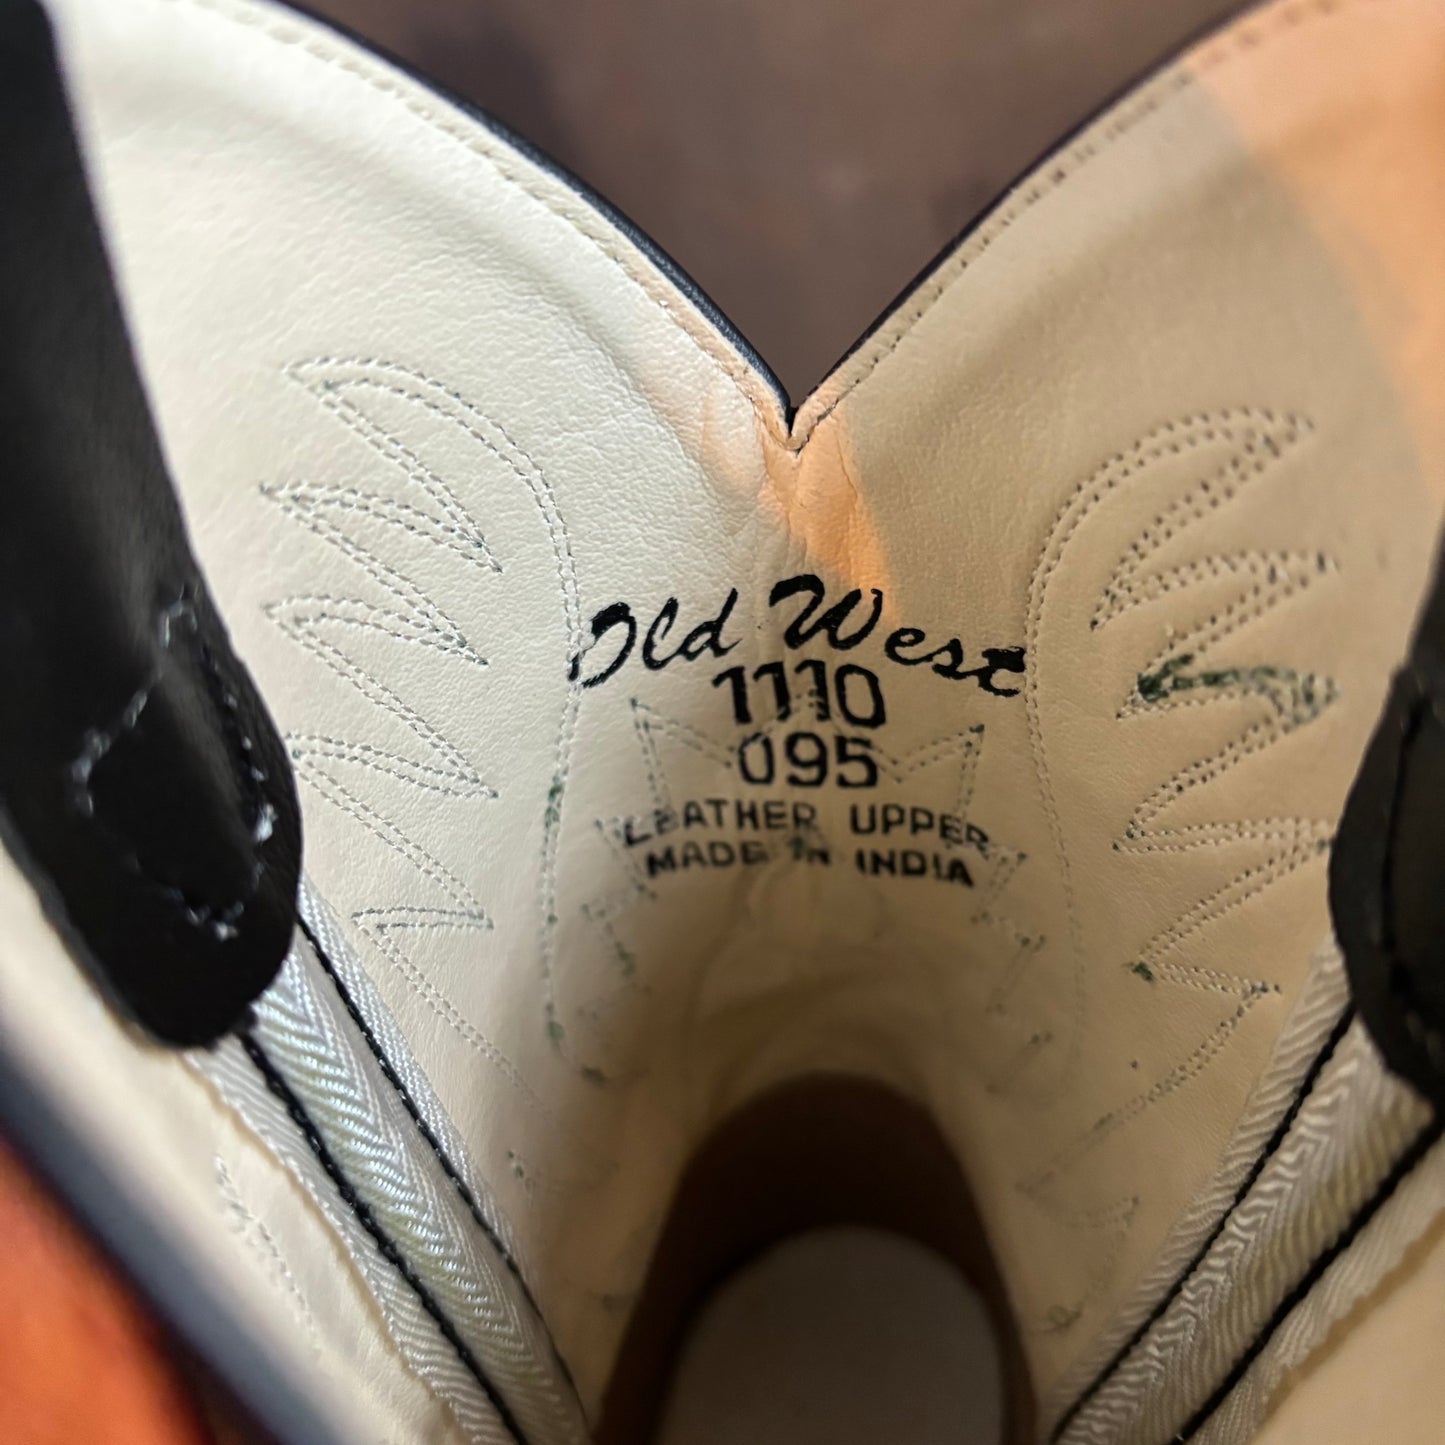 Old West
1110
095
LEATHER UPPER
MADE IN INDIA